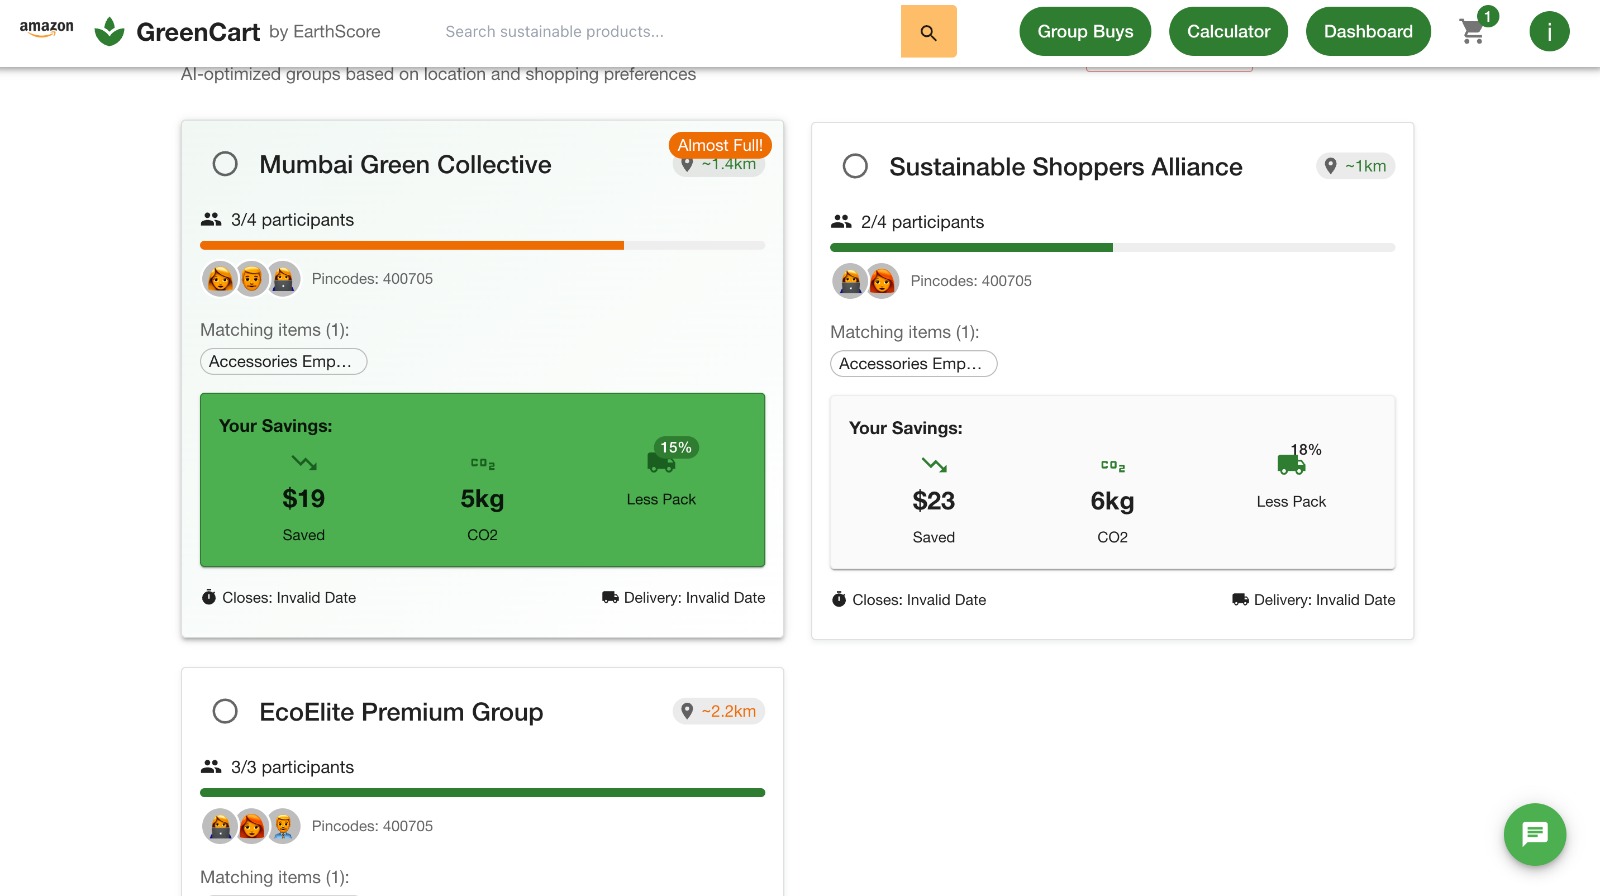 amazon
GreenCart by EarthScore
Search sustainable products...
Group Buys
Calculator
Dashboard
1
i
AI-optimized groups based on location and shopping preferences
Mumbai Green Collective
Almost Full!
~1.4km
3/4 participants
Pincodes: 400705
Matching items (1):
Accessories Emp...
Your Savings:
$19
Saved
CO2
5kg
CO2
15%
Less Pack
Closes: Invalid Date
Delivery: Invalid Date
Sustainable Shoppers Alliance
~1km
2/4 participants
Pincodes: 400705
Matching items (1):
Accessories Emp...
Your Savings:
$23
Saved
CO2
6kg
CO2
18%
Less Pack
Closes: Invalid Date
Delivery: Invalid Date
EcoElite Premium Group
~2.2km
3/3 participants
Pincodes: 400705
Matching items (1):